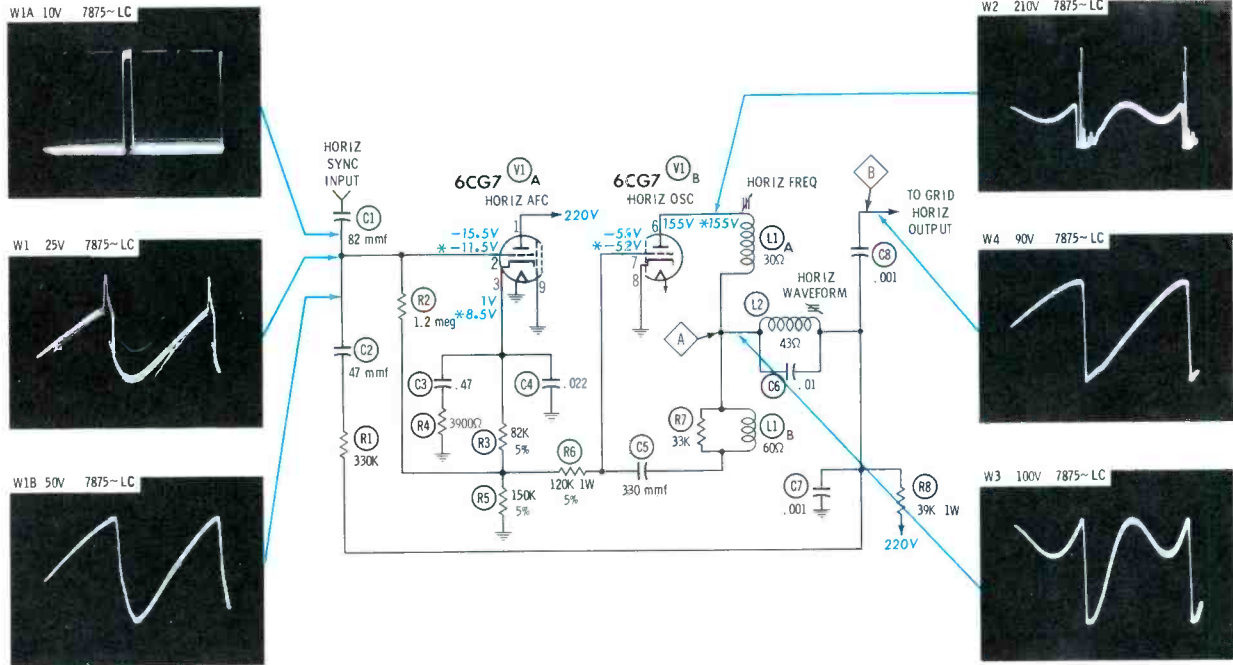 W1A 10V 7875~ LC
W1 25V 7875~ LC
W1B 50V 7875~ LC
HORIZ
SYNC
INPUT
C1
82 mmf
R2
1.2 meg
C2
47 mmf
R1
330K
6CG7 V1 A
HORIZ AFC
1
220V
-15.5V
* -11.5V
2
3
9
1V
*8.5V
C3 .47
C4 .022
R4 3900Ω
R3 82K
5%
R5 150K
5%
R6
120K 1W
5%
C5
330 mmf
6CG7 V1 B
HORIZ OSC
6
155V *155V
* -5.2V
7
8
HORIZ FREQ
L1 A
30Ω
HORIZ
WAVEFORM
L2
43Ω
A
C6 .01
R7
33K
L1 B
60Ω
C7
.001
R8
39K 1W
220V
B
TO GRID
HORIZ
OUTPUT
C8
.001
W2 210V 7875~ LC
W4 90V 7875~ LC
W3 100V 7875~ LC